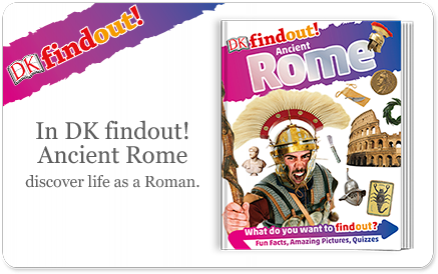 DK findout!
In DK findout!
Ancient Rome
discover life as a Roman.
DK findout!
Ancient
Rome
What do you want to findout?
Fun Facts, Amazing Pictures, Quizzes